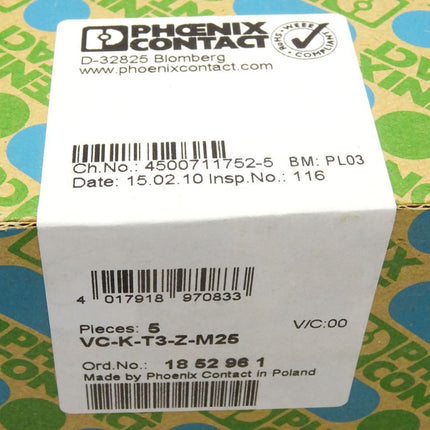 PHŒNIX
CONTACT
WEEE
RoHS COMPLIANT
D-32825 Blomberg
www.phoenixcontact.com
Ch.No.: 4500711752-5 BM: PL03
Date: 15.02.10 Insp.No.: 116
4 017918 970833
Pieces: 5 V/C:00
VC-K-T3-Z-M25
Ord.No.: 18 52 96 1
Made by Phoenix Contact in Poland